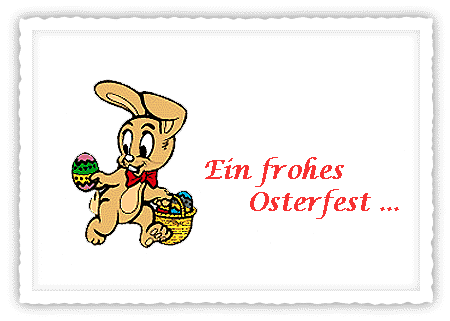 Ein frohes
Osterfest ...